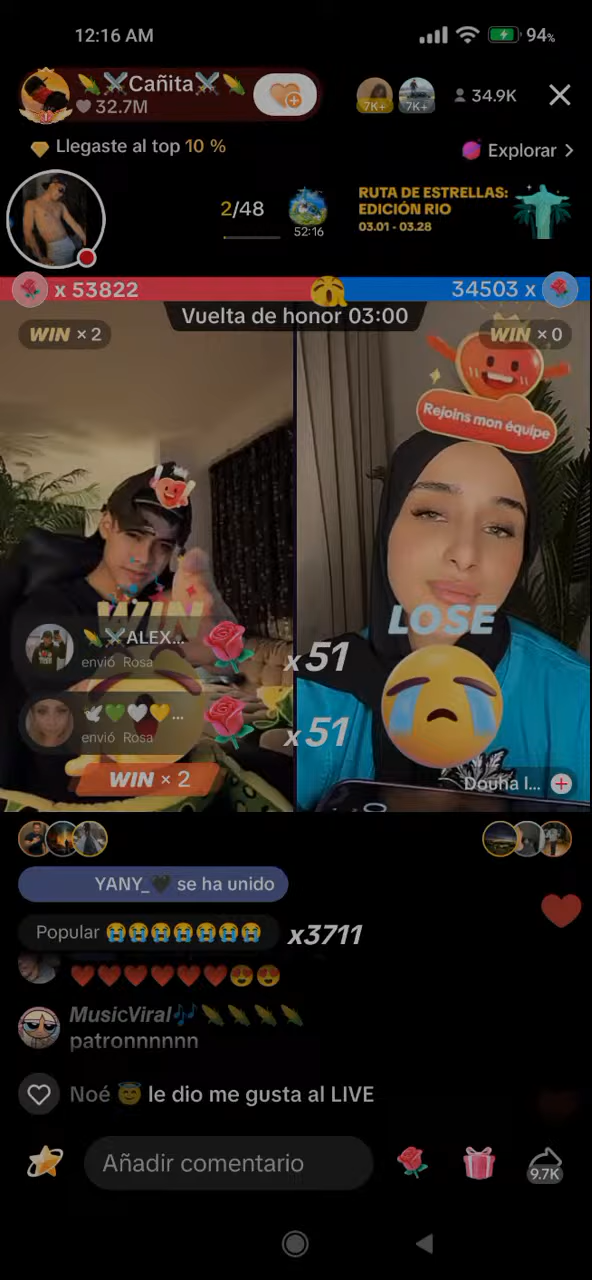 12:16 AM
94%
🌽⚔️Cañita⚔️🌽
32.7M
7K+
7K+
34.9K
Llegaste al top 10 %
Explorar >
2/48
52:16
RUTA DE ESTRELLAS:
EDICIÓN RIO
03.01 - 03.28
x 53822
34503 x
Vuelta de honor 03:00
WIN × 2
WIN × 0
Rejoins mon équipe
WIN
LOSE
🌽⚔️ALEX...
envió Rosa
x51
🕊💚🤍💛...
envió Rosa
x51
WIN × 2
Douha l...
YANY_🖤 se ha unido
Popular 😭😭😭😭😭😭😭 x3711
❤️❤️❤️❤️❤️❤️❤️😍😍
MusicViral🎶🌽🌽🌽🌽
patronnnnnn
Noé 😇 le dio me gusta al LIVE
Añadir comentario
9.7K